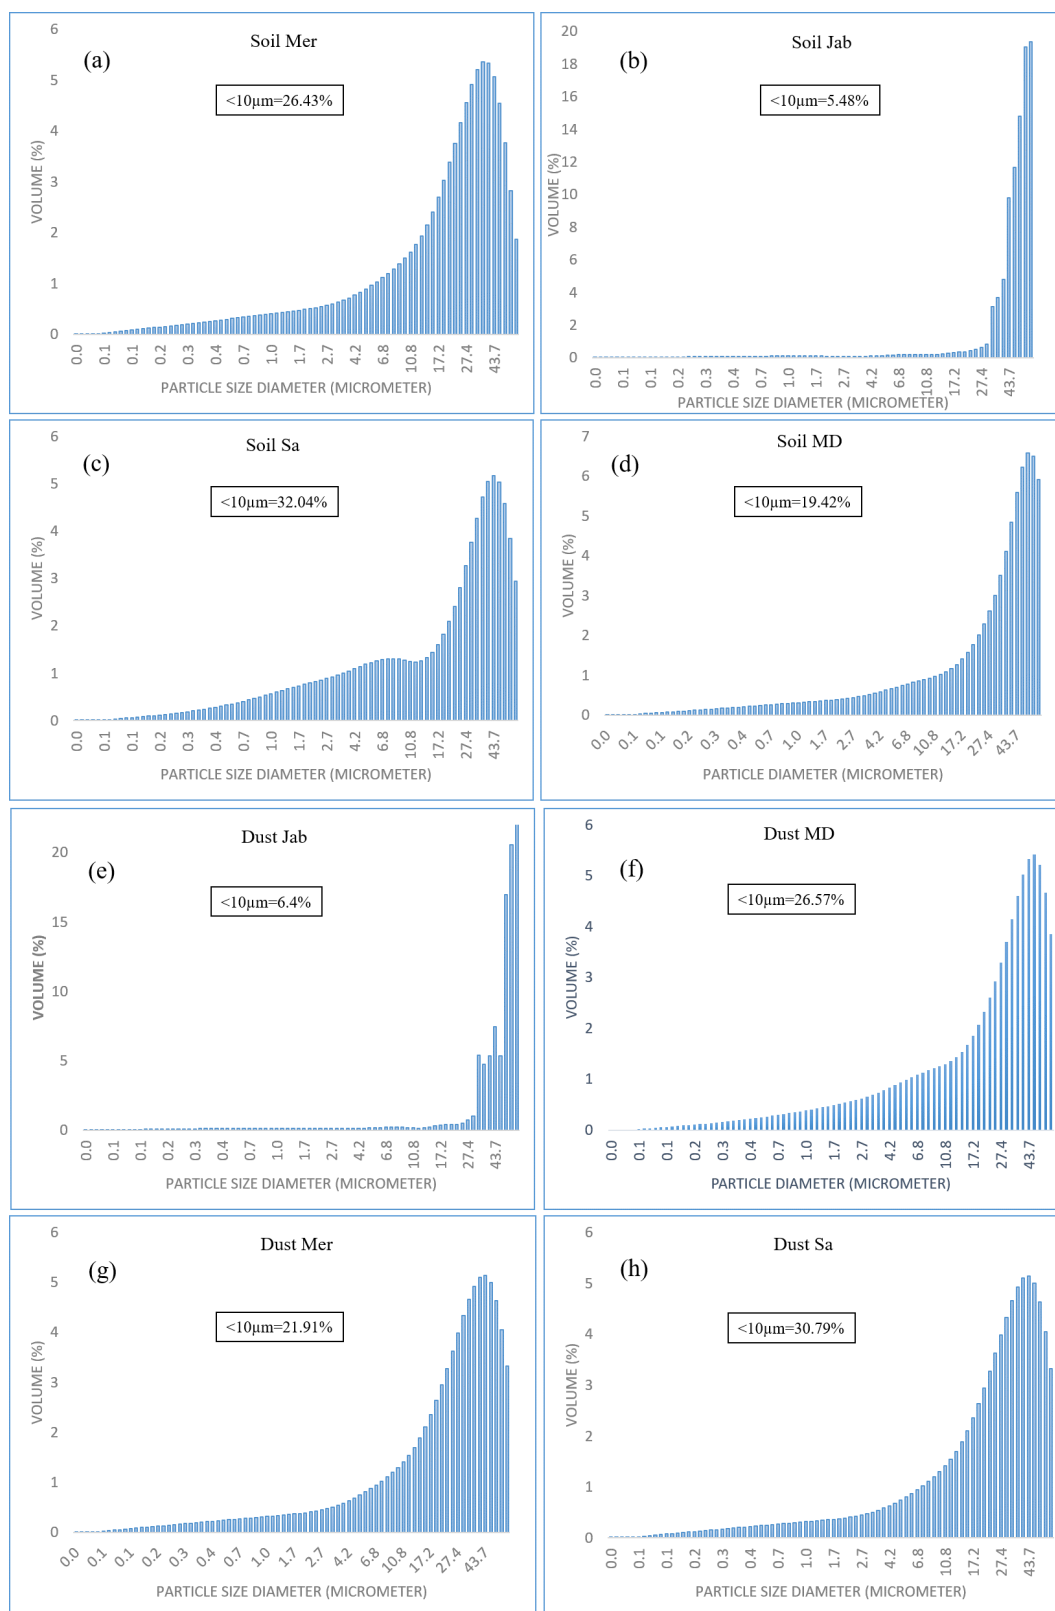 Soil Mer
(a)
<10µm=26.43%
6
5
4
3
2
1
0
VOLUME (%)
0.0 0.1 0.1 0.2 0.3 0.4 0.7 1.0 1.7 2.7 4.2 6.8 10.8 17.2 27.4 43.7
PARTICLE SIZE DIAMETER (MICROMETER)
Soil Jab
(b)
<10µm=5.48%
20
18
16
14
12
10
8
6
4
2
0
VOLUME (%)
0.0 0.1 0.1 0.2 0.3 0.4 0.7 1.0 1.7 2.7 4.2 6.8 10.8 17.2 27.4 43.7
PARTICLE SIZE DIAMETER (MICROMETER)
Soil Sa
(c)
<10µm=32.04%
6
5
4
3
2
1
0
VOLUME (%)
0.0 0.1 0.1 0.2 0.3 0.4 0.7 1.0 1.7 2.7 4.2 6.8 10.8 17.2 27.4 43.7
PARTICLE SIZE DIAMETER (MICROMETER)
Soil MD
(d)
<10µm=19.42%
7
6
5
4
3
2
1
0
VOLUME (%)
0.0 0.1 0.1 0.2 0.3 0.4 0.7 1.0 1.7 2.7 4.2 6.8 10.8 17.2 27.4 43.7
PARTICLE DIAMETER (MICROMETER)
Dust Jab
(e)
<10µm=6.4%
20
15
10
5
0
VOLUME (%)
0.0 0.1 0.1 0.2 0.3 0.4 0.7 1.0 1.7 2.7 4.2 6.8 10.8 17.2 27.4 43.7
PARTICLE SIZE DIAMETER (MICROMETER)
Dust MD
(f)
<10µm=26.57%
6
5
4
3
2
1
0
VOLUME (%)
0.0 0.1 0.1 0.2 0.3 0.4 0.7 1.0 1.7 2.7 4.2 6.8 10.8 17.2 27.4 43.7
PARTICLE DIAMETER (MICROMETER)
Dust Mer
(g)
<10µm=21.91%
6
5
4
3
2
1
0
VOLUME (%)
0.0 0.1 0.1 0.2 0.3 0.4 0.7 1.0 1.7 2.7 4.2 6.8 10.8 17.2 27.4 43.7
PARTICLE SIZE DIAMETER (MICROMETER)
Dust Sa
(h)
<10µm=30.79%
6
5
4
3
2
1
0
VOLUME (%)
0.0 0.1 0.1 0.2 0.3 0.4 0.7 1.0 1.7 2.7 4.2 6.8 10.8 17.2 27.4 43.7
PARTICLE SIZE DIAMETER (MICROMETER)